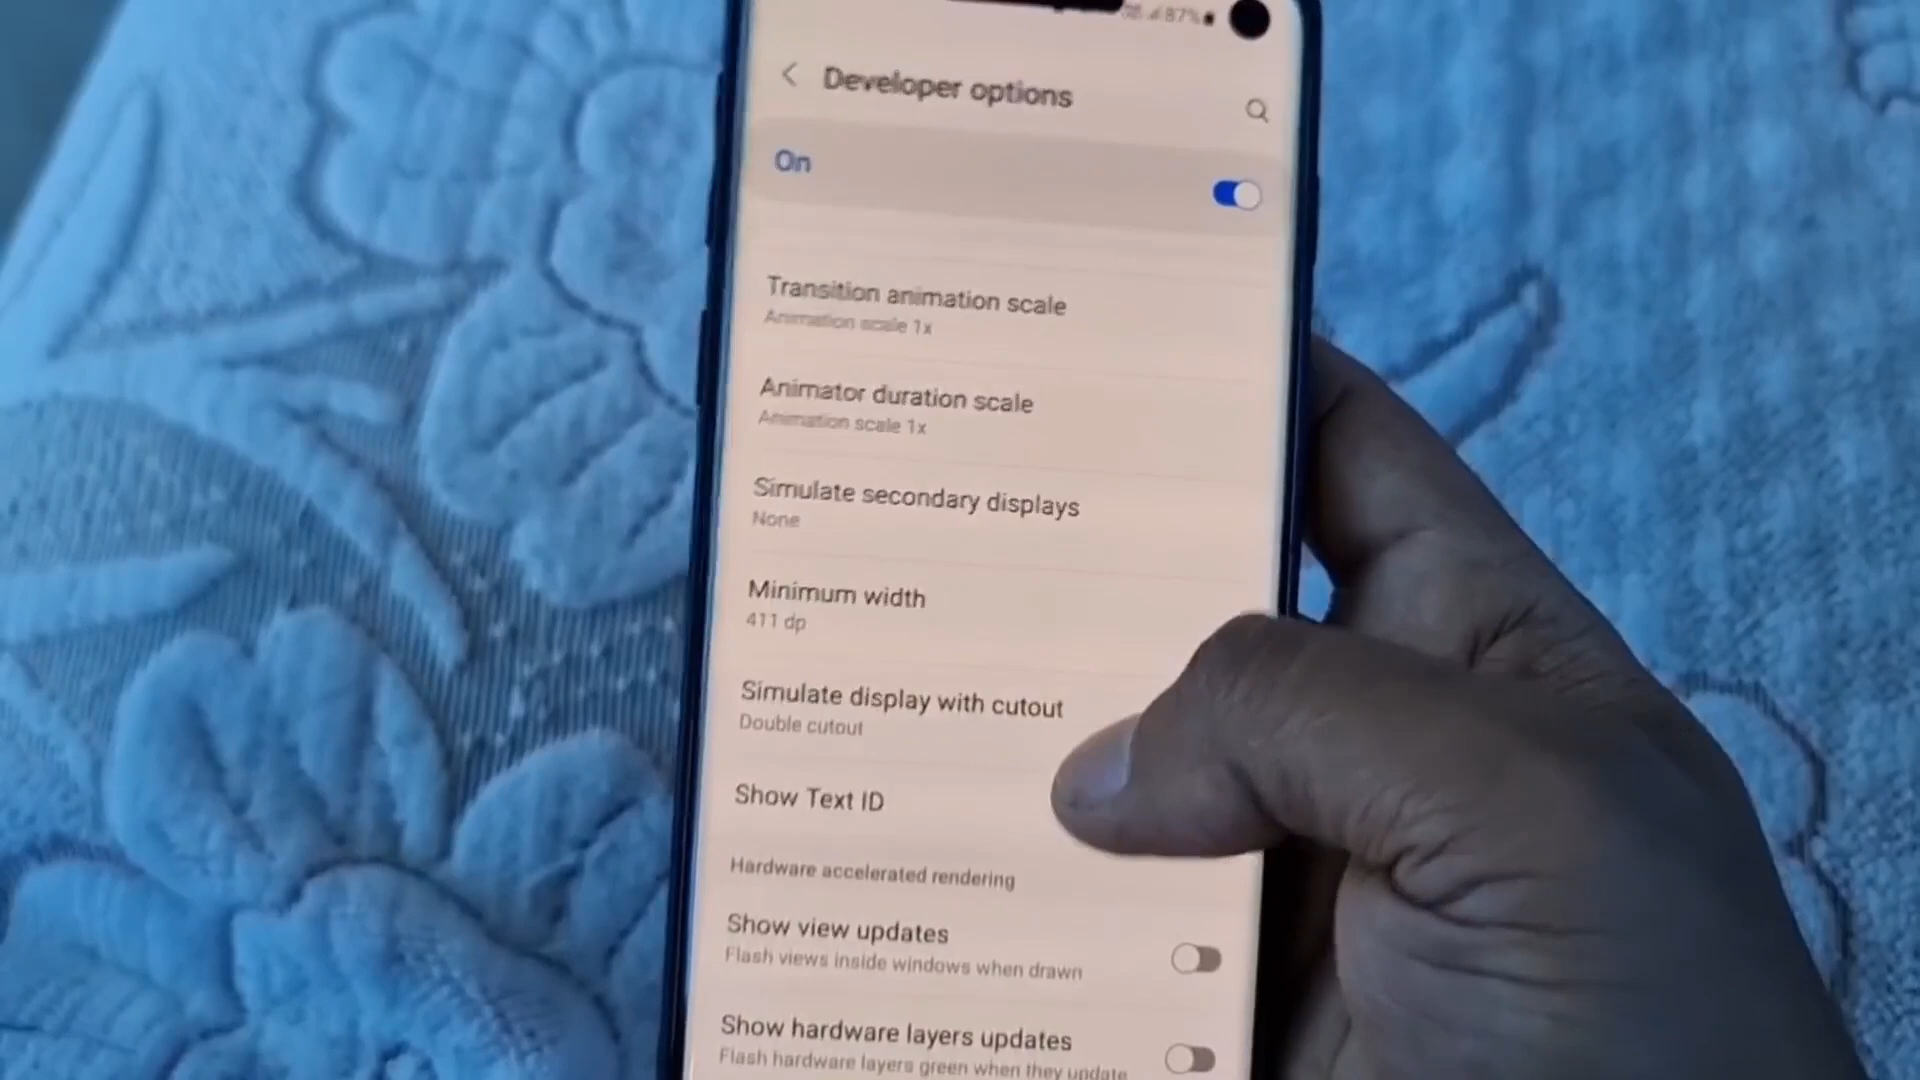 87%
Developer options
On
Transition animation scale
Animation scale 1x
Animator duration scale
Animation scale 1x
Simulate secondary displays
None
Minimum width
411 dp
Simulate display with cutout
Double cutout
Show Text ID
Hardware accelerated rendering
Show view updates
Flash views inside windows when drawn
Show hardware layers updates
Flash hardware layers green when they update